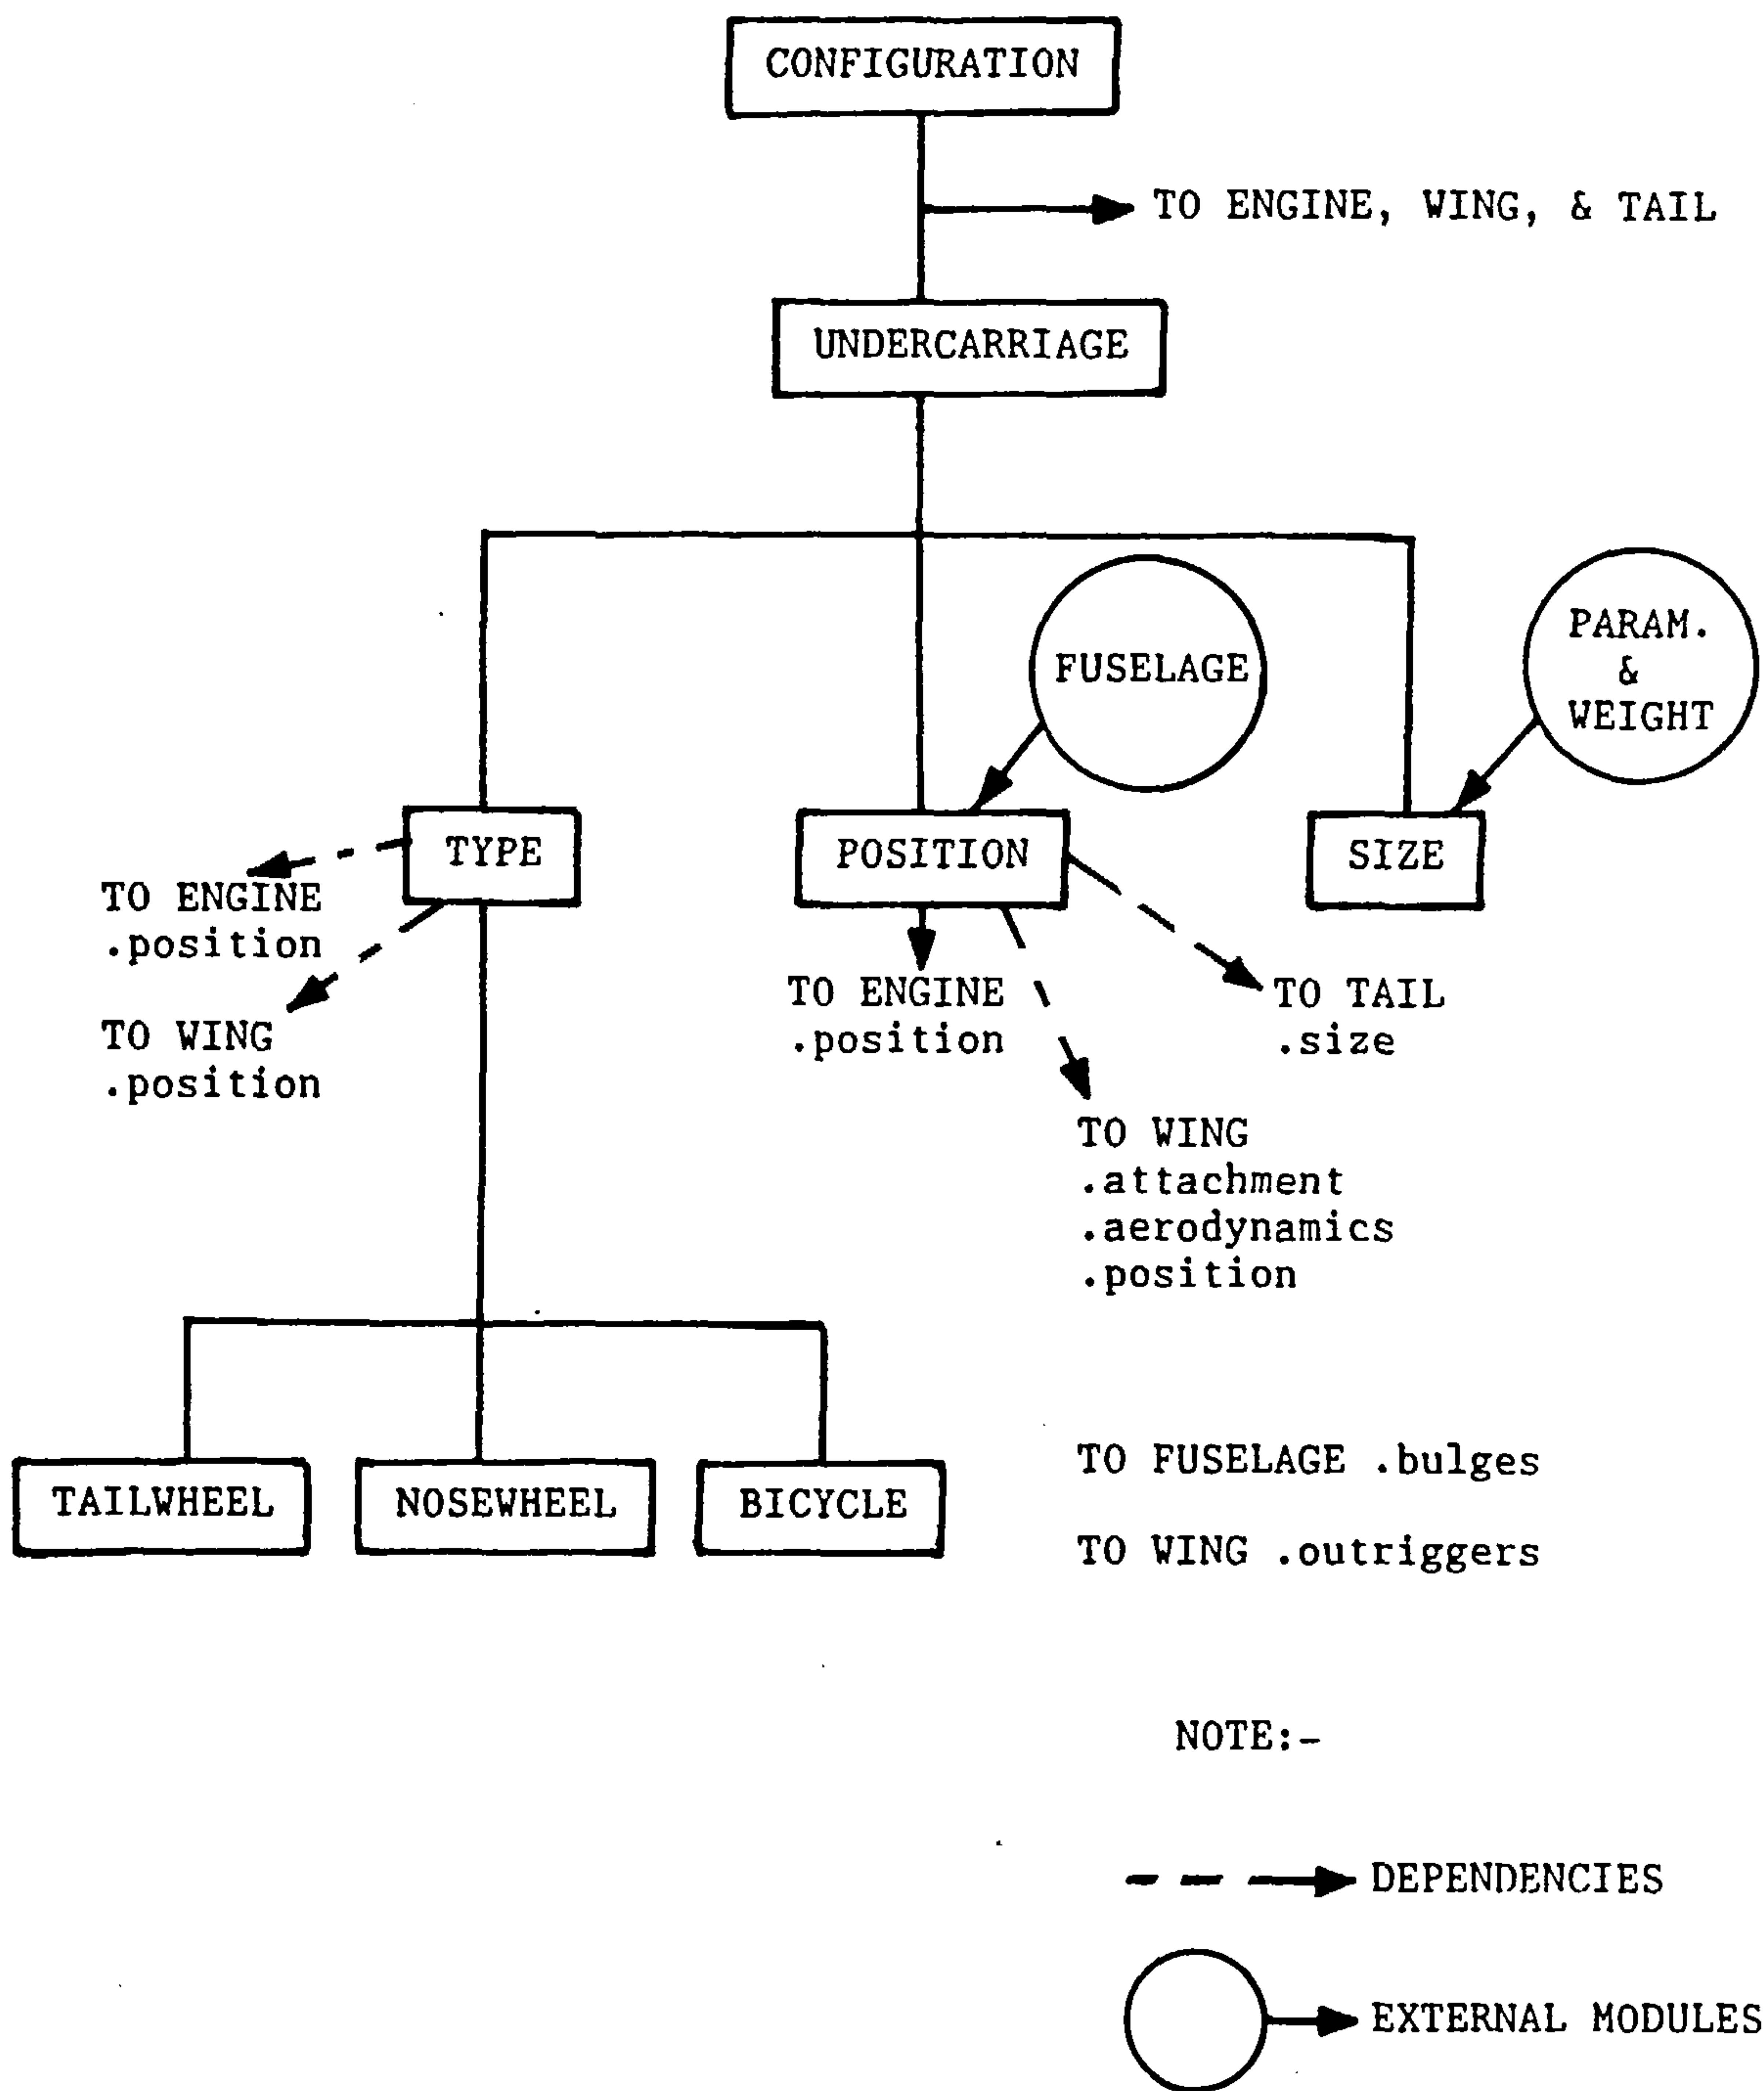 CONFIGURATION
TO ENGINE, WING, & TAIL
UNDERCARRIAGE
FUSELAGE
PARAM.
&
WEIGHT
TYPE
POSITION
SIZE
TO ENGINE
.position
TO WING
.position
TO ENGINE
.position
TO TAIL
.size
TO WING
.attachment
.aerodynamics
.position
TAILWHEEL
NOSEWHEEL
BICYCLE
TO FUSELAGE .bulges
TO WING .outriggers
NOTE:-
DEPENDENCIES
EXTERNAL MODULES